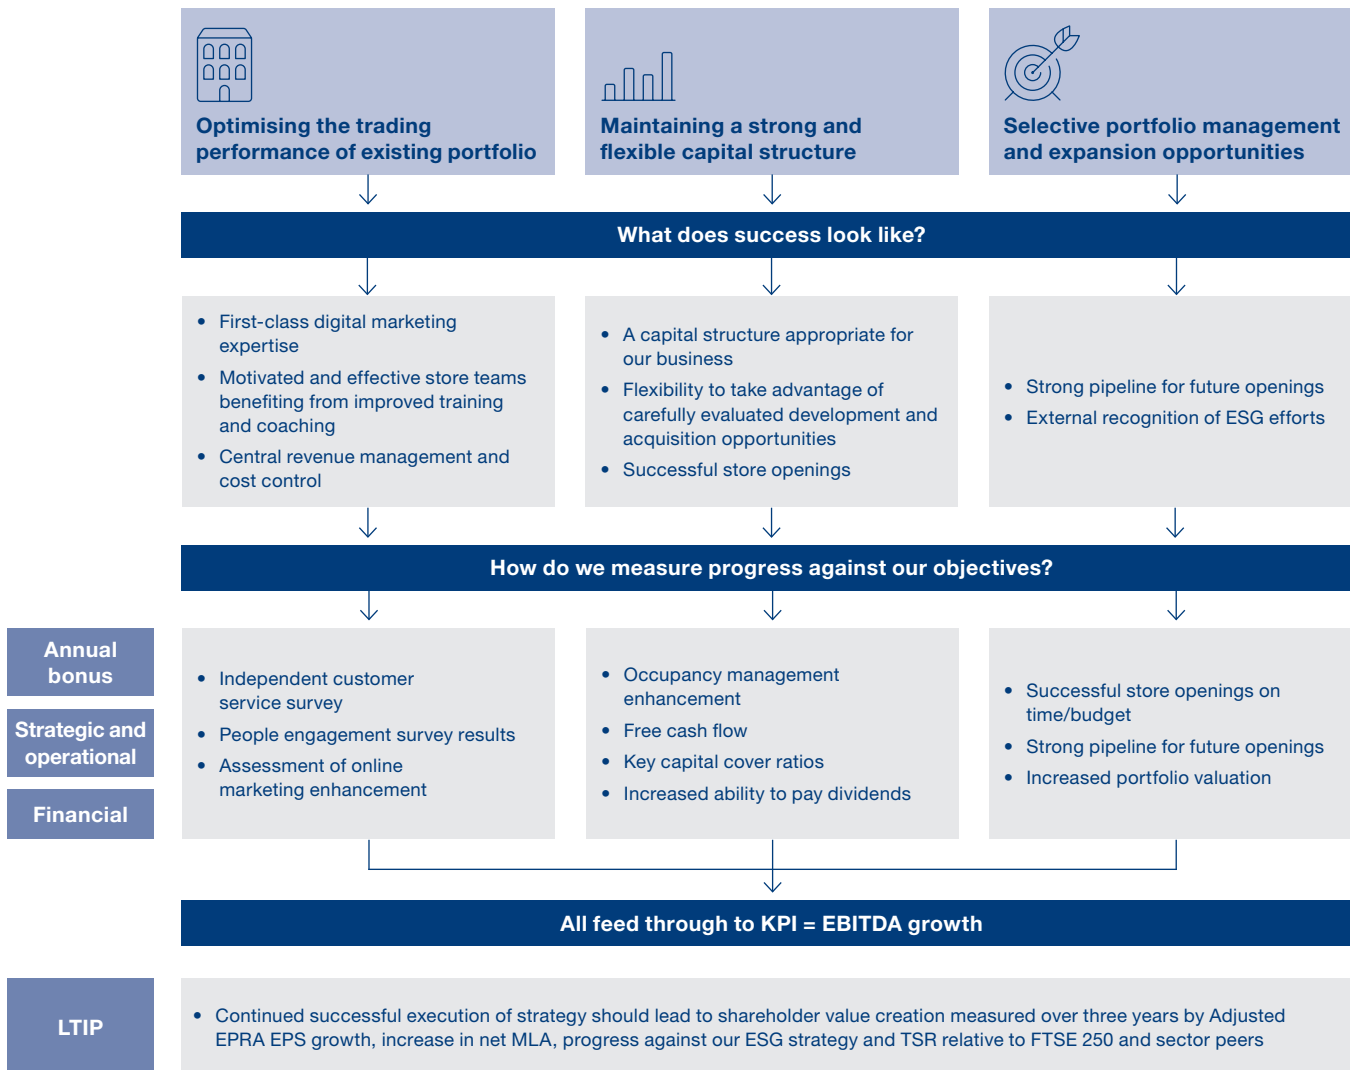 Optimising the trading
performance of existing portfolio
Maintaining a strong and
flexible capital structure
Selective portfolio management
and expansion opportunities
What does success look like?
• First-class digital marketing
expertise
• Motivated and effective store teams
benefiting from improved training
and coaching
• Central revenue management and
cost control
• A capital structure appropriate for
our business
• Flexibility to take advantage of
carefully evaluated development and
acquisition opportunities
• Successful store openings
• Strong pipeline for future openings
• External recognition of ESG efforts
How do we measure progress against our objectives?
Annual
bonus
Strategic and
operational
Financial
• Independent customer
service survey
• People engagement survey results
• Assessment of online
marketing enhancement
• Occupancy management
enhancement
• Free cash flow
• Key capital cover ratios
• Increased ability to pay dividends
• Successful store openings on
time/budget
• Strong pipeline for future openings
• Increased portfolio valuation
All feed through to KPI = EBITDA growth
LTIP
• Continued successful execution of strategy should lead to shareholder value creation measured over three years by Adjusted
EPRA EPS growth, increase in net MLA, progress against our ESG strategy and TSR relative to FTSE 250 and sector peers